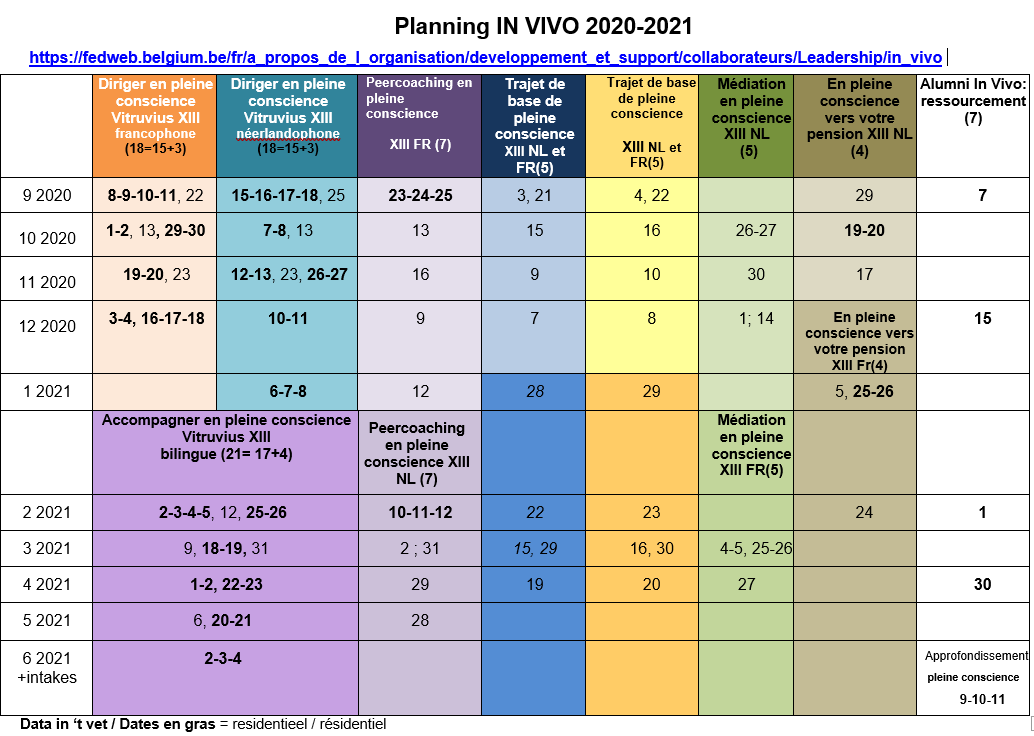 Planning IN VIVO 2020-2021
https://fedweb.belgium.be/fr/a_propos_de_l_organisation/developpement_et_support/collaborateurs/Leadership/in_vivo
Diriger en pleine
conscience
Vitruvius XIII
francophone
(18=15+3)
Diriger en pleine
conscience
Vitruvius XIII
néerlandophone
(18=15+3)
Peercoaching en
pleine
conscience
XIII FR (7)
Trajet de
base de
pleine
conscience
XIII NL et
FR(5)
Trajet de base
de pleine
conscience
XIII NL et
FR(5)
Médiation
en pleine
conscience
XIII NL
(5)
En pleine
conscience
vers votre
pension XIII NL
(4)
Alumni In Vivo:
ressourcement
(7)
9 2020
8-9-10-11, 22
15-16-17-18, 25
23-24-25
3, 21
4, 22
29
7
10 2020
1-2, 13, 29-30
7-8, 13
13
15
16
26-27
19-20
11 2020
19-20, 23
12-13, 23, 26-27
16
9
10
30
17
12 2020
3-4, 16-17-18
10-11
9
7
8
1; 14
En pleine
conscience vers
votre pension
XIII Fr(4)
15
1 2021
6-7-8
12
28
29
5, 25-26
Accompagner en pleine conscience
Vitruvius XIII
bilingue (21= 17+4)
Peercoaching
en pleine
conscience XIII
NL (7)
Médiation
en pleine
conscience
XIII FR(5)
2 2021
2-3-4-5, 12, 25-26
10-11-12
22
23
24
1
3 2021
9, 18-19, 31
2 ; 31
15, 29
16, 30
4-5, 25-26
4 2021
1-2, 22-23
29
19
20
27
30
5 2021
6, 20-21
28
6 2021
+intakes
2-3-4
Approfondissement
pleine conscience
9-10-11
Data in ‘t vet / Dates en gras = residentieel / résidentiel